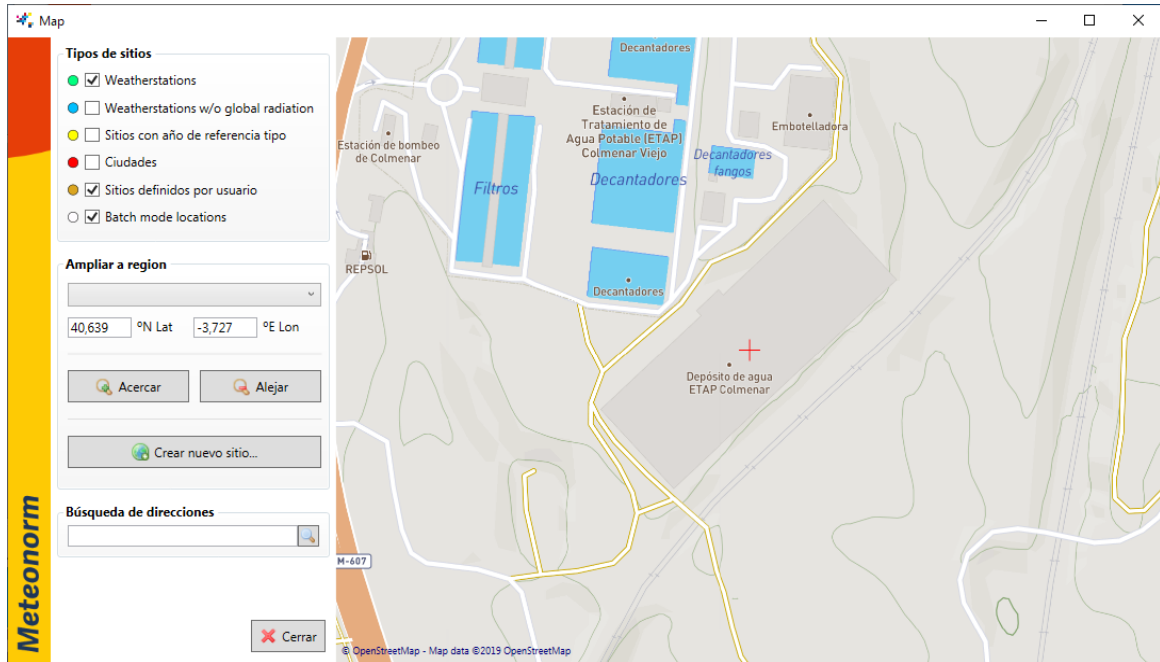 Map
Tipos de sitios
Weatherstations
Weatherstations w/o global radiation
Sitios con año de referencia tipo
Ciudades
Sitios definidos por usuario
Batch mode locations
Ampliar a region
40,639 ºN Lat -3,727 ºE Lon
Acercar Alejar
Crear nuevo sitio...
Búsqueda de direcciones
Cerrar
Meteonorm
Decantadores
Estación de
Tratamiento de
Agua Potable (ETAP)
Colmenar Viejo
Embotelladora
Estación de bombeo
de Colmenar
Decantadores
fangos
Filtros
Decantadores
REPSOL
Decantadores
Depósito de agua
ETAP Colmenar
M-607
© OpenStreetMap - Map data ©2019 OpenStreetMap